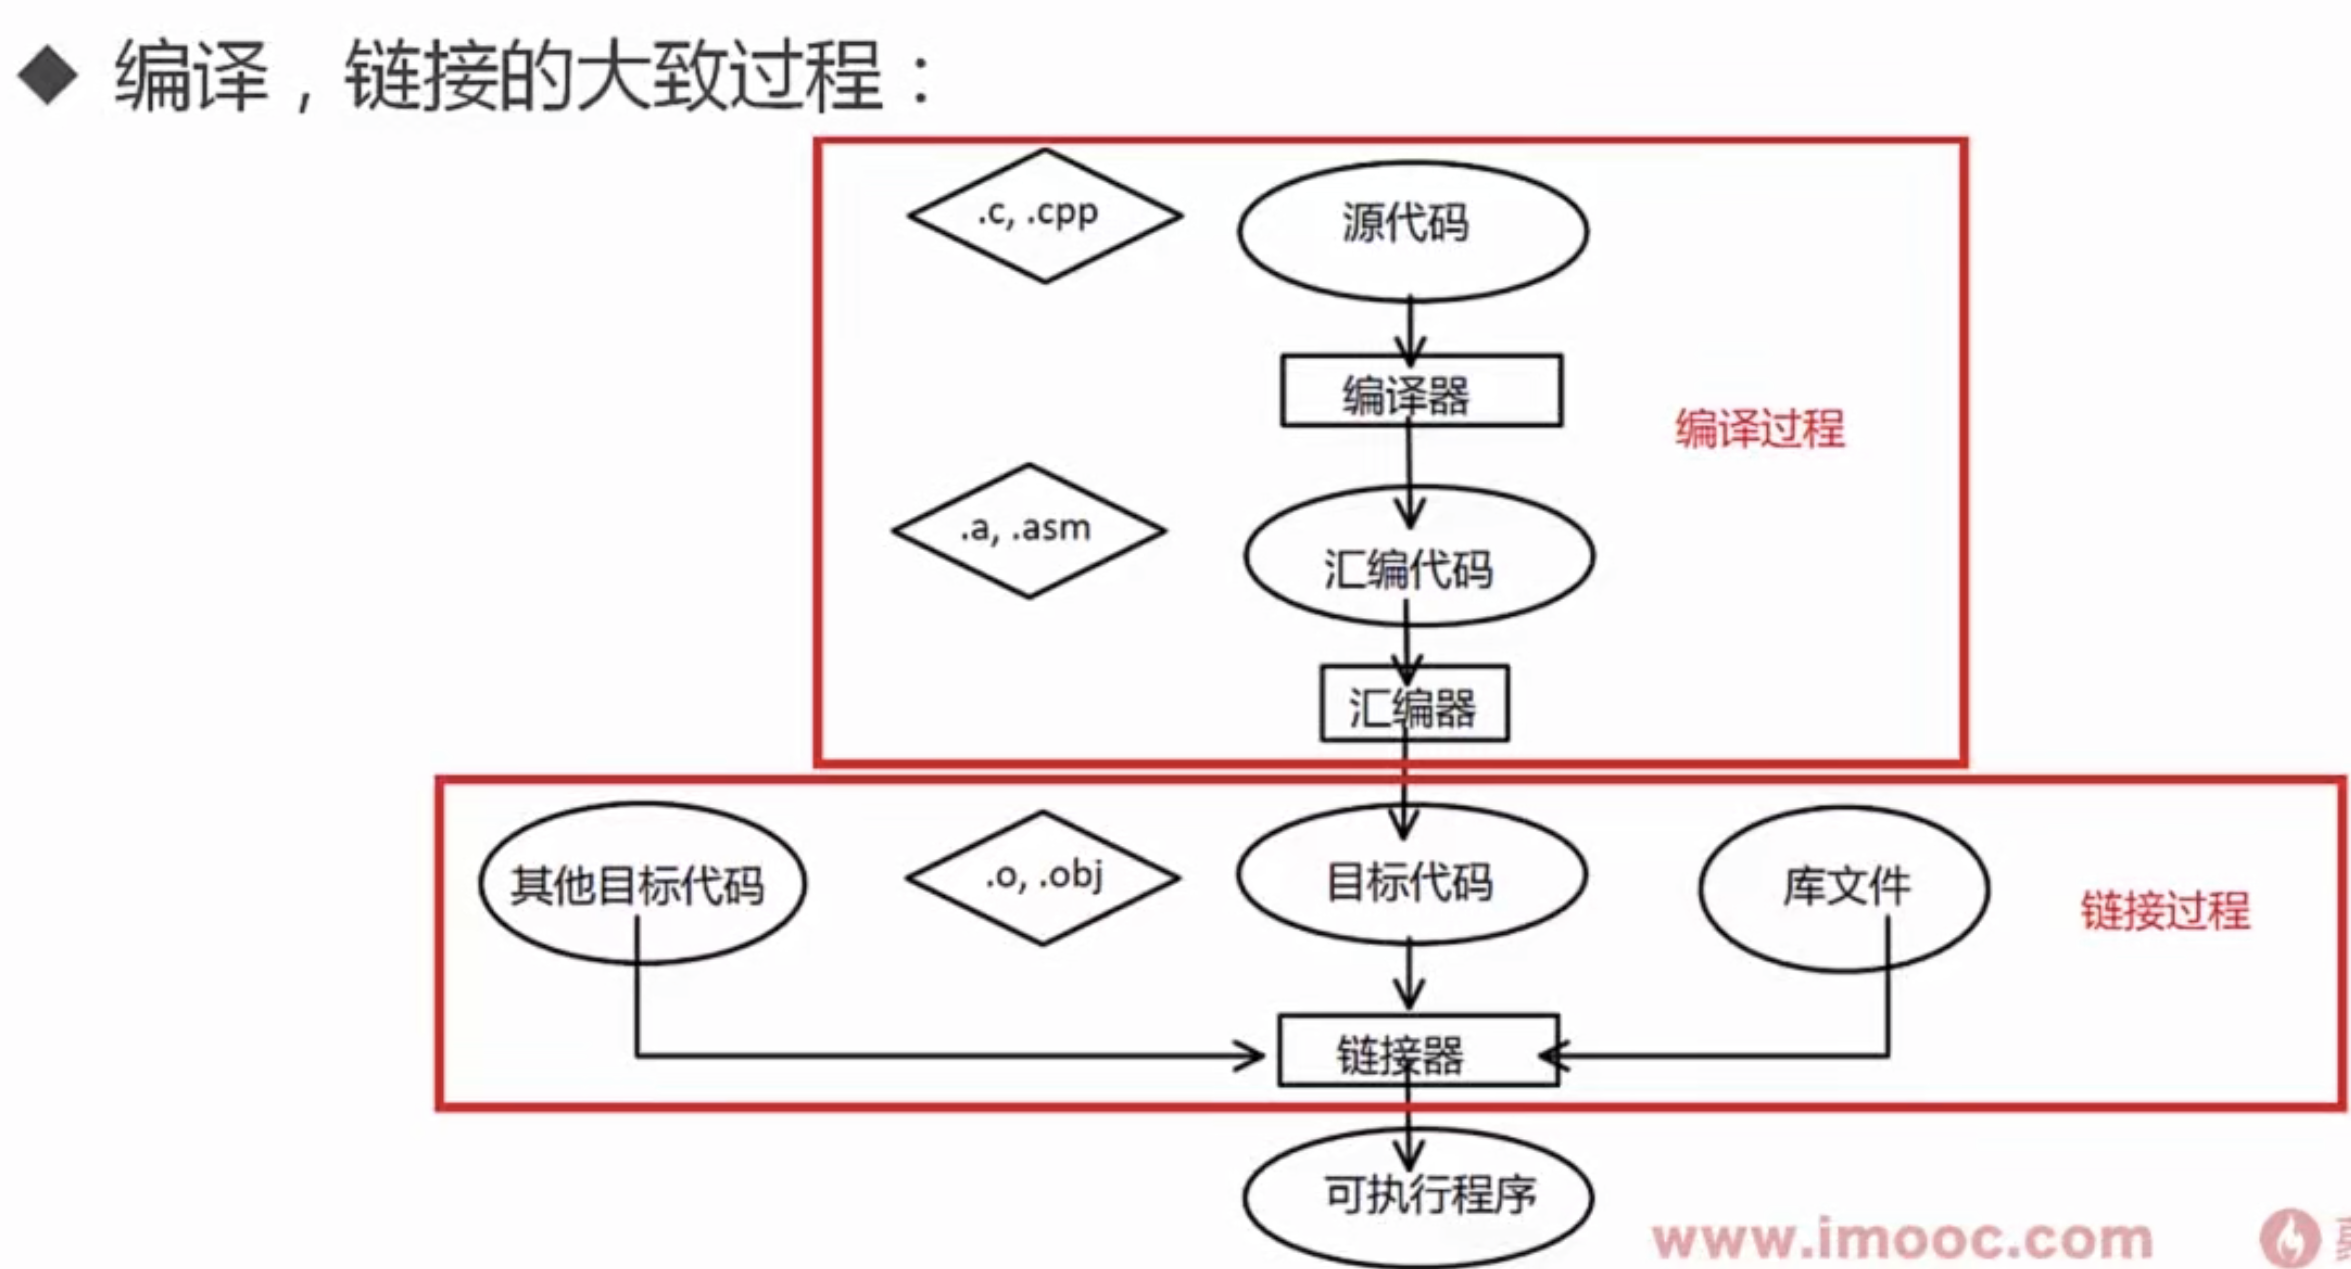 编译，链接的大致过程：
.c, .cpp
源代码
编译器
编译过程
.a, .asm
汇编代码
汇编器
其他目标代码
.o, .obj
目标代码
库文件
链接过程
链接器
可执行程序
www.imooc.com